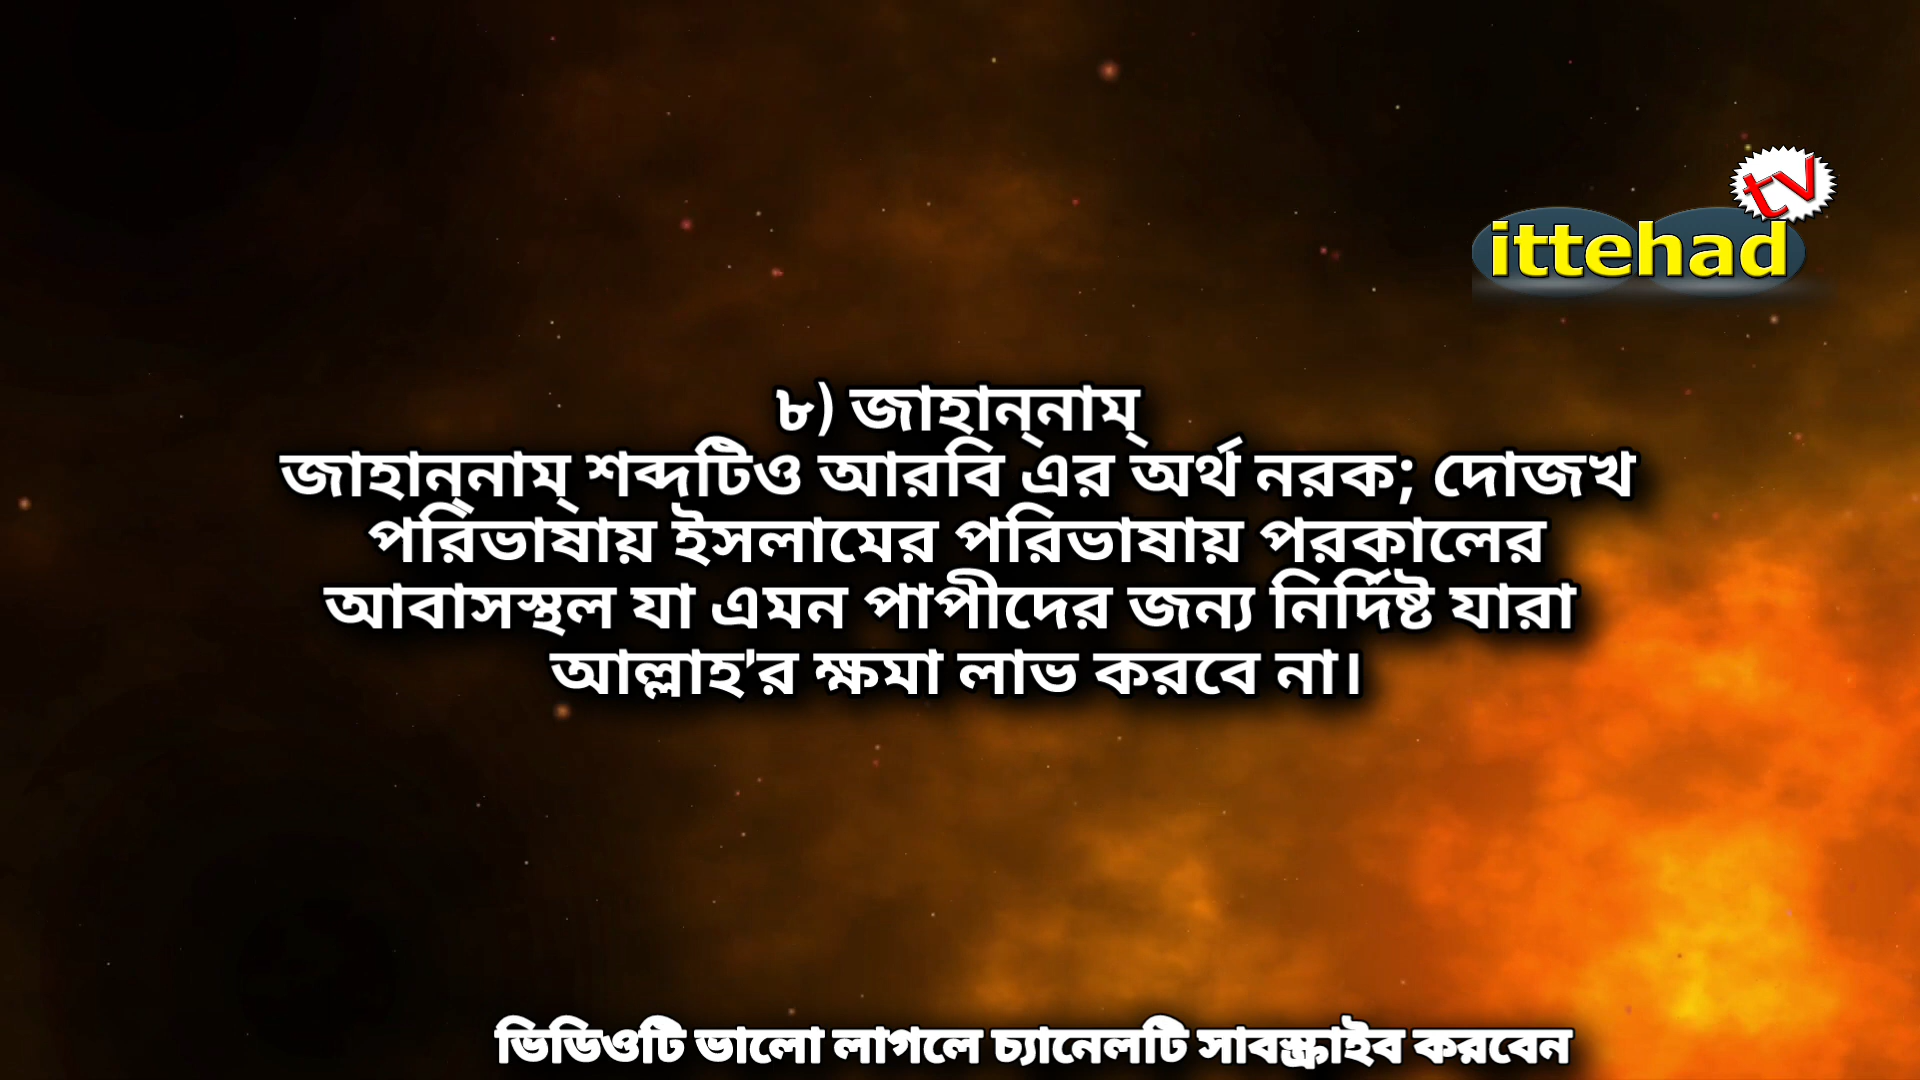 tv
ittehad
৮) জাহান্‌নাম্
জাহান্‌নাম্ শব্দটিও আরবি এর অর্থ নরক; দোজখ
পরিভাষায় ইসলামের পরিভাষায় পরকালের
আবাসস্থল যা এমন পাপীদের জন্য নির্দিষ্ট যারা
আল্লাহ'র ক্ষমা লাভ করবে না।
ভিডিওটি ভালো লাগলে চ্যানেলটি সাবস্ক্রাইব করবেন